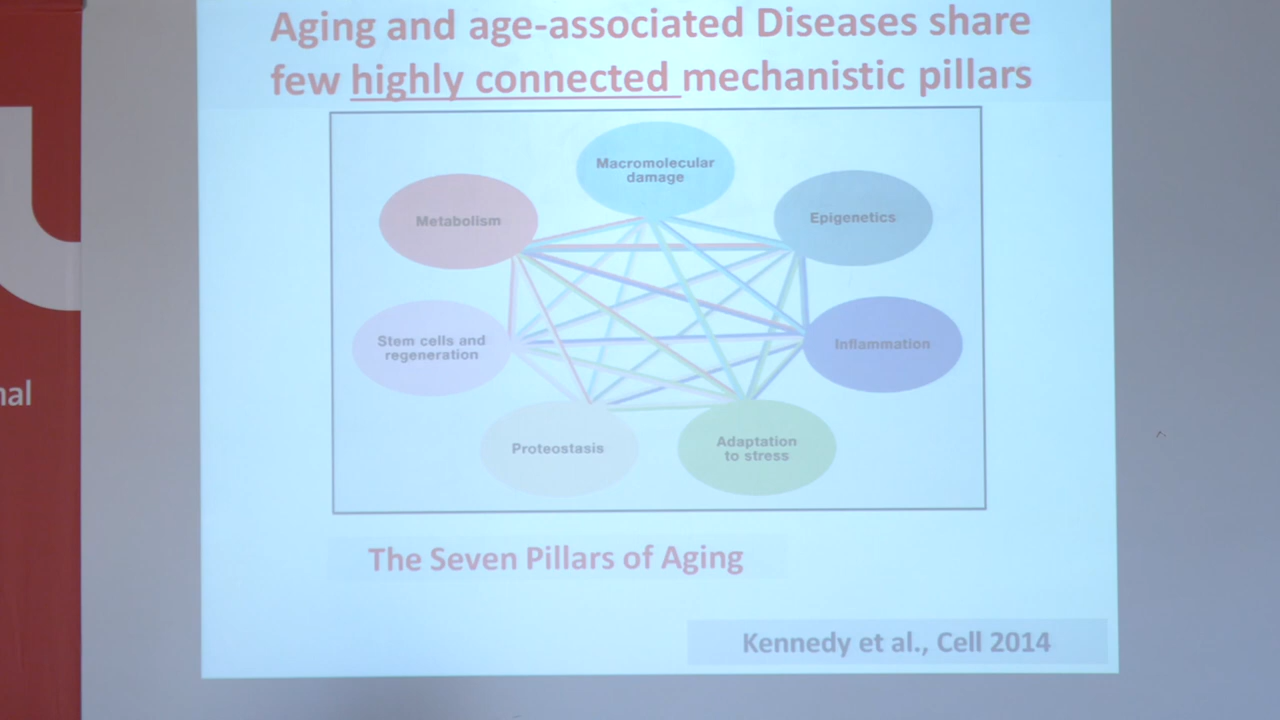 Aging and age-associated Diseases share
few highly connected mechanistic pillars
Macromolecular
damage
Metabolism
Epigenetics
Stem cells and
regeneration
Inflammation
Proteostasis
Adaptation
to stress
The Seven Pillars of Aging
Kennedy et al., Cell 2014
nal